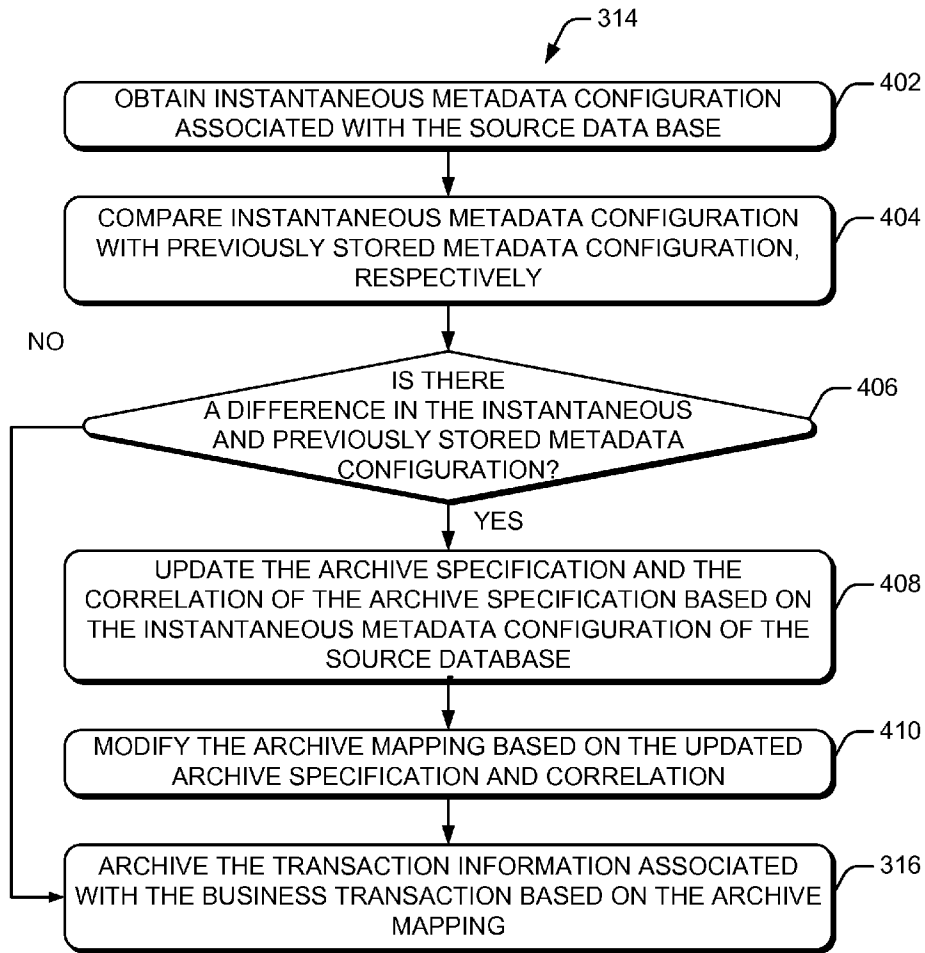 314
OBTAIN INSTANTANEOUS METADATA CONFIGURATION
ASSOCIATED WITH THE SOURCE DATA BASE
402
COMPARE INSTANTANEOUS METADATA CONFIGURATION
WITH PREVIOUSLY STORED METADATA CONFIGURATION,
RESPECTIVELY
404
NO
IS THERE
A DIFFERENCE IN THE INSTANTANEOUS
AND PREVIOUSLY STORED METADATA
CONFIGURATION?
406
YES
UPDATE THE ARCHIVE SPECIFICATION AND THE
CORRELATION OF THE ARCHIVE SPECIFICATION BASED ON
THE INSTANTANEOUS METADATA CONFIGURATION OF THE
SOURCE DATABASE
408
MODIFY THE ARCHIVE MAPPING BASED ON THE UPDATED
ARCHIVE SPECIFICATION AND CORRELATION
410
ARCHIVE THE TRANSACTION INFORMATION ASSOCIATED
WITH THE BUSINESS TRANSACTION BASED ON THE ARCHIVE
MAPPING
316